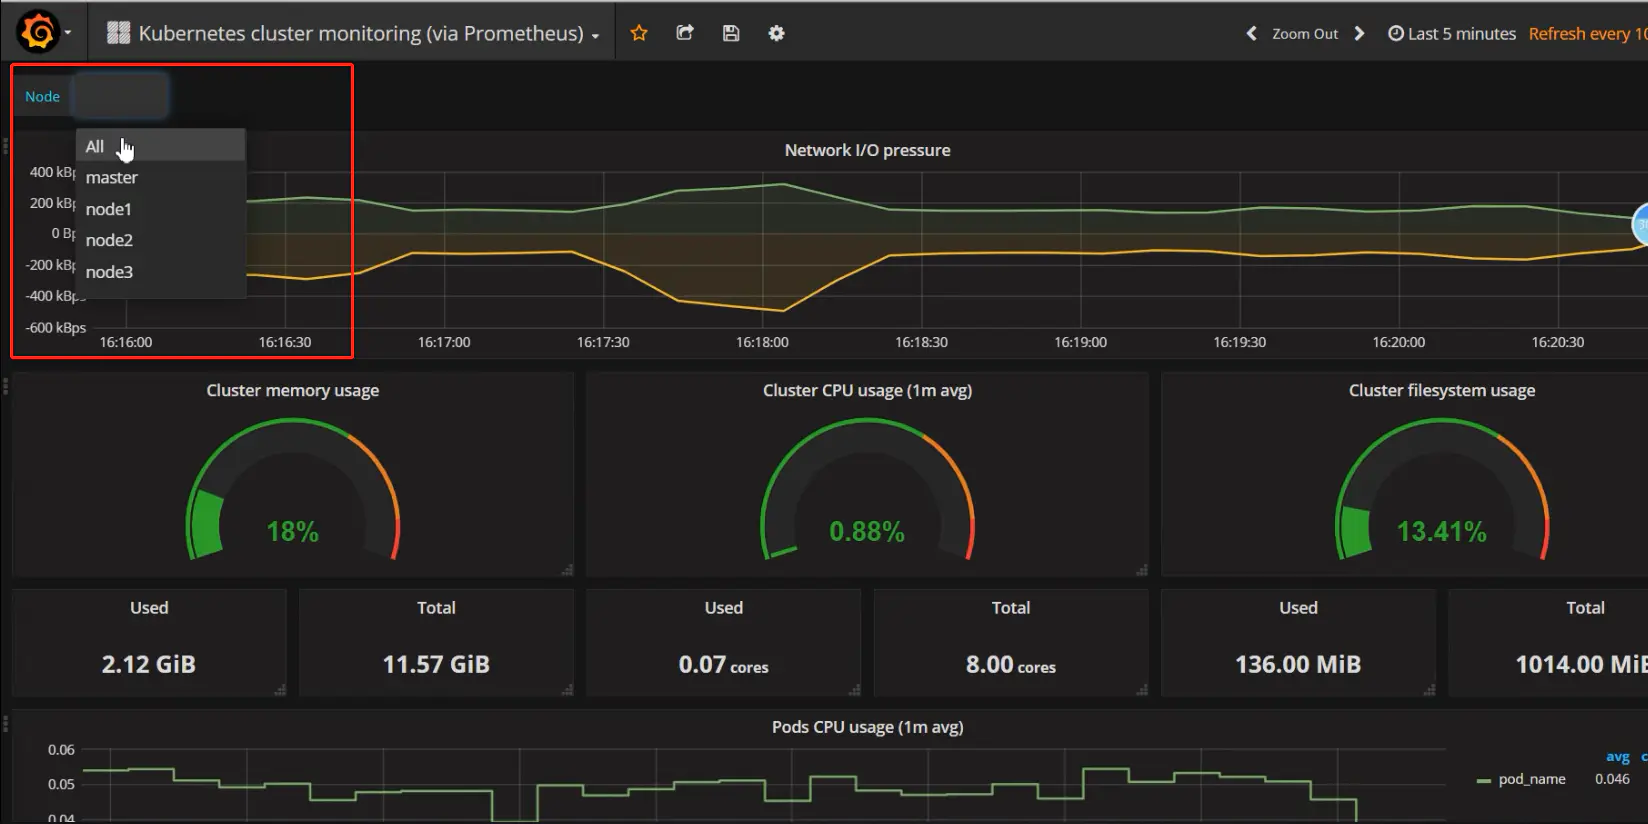 Kubernetes cluster monitoring (via Prometheus)
Zoom Out
Last 5 minutes
Refresh every 10
Node
All
master
node1
node2
node3
Network I/O pressure
400 kBp
200 kBp
0 Bp
-200 kBp
-400 kBps
-600 kBps
16:16:00 16:16:30 16:17:00 16:17:30 16:18:00 16:18:30 16:19:00 16:19:30 16:20:00 16:20:30
Cluster memory usage
18%
Cluster CPU usage (1m avg)
0.88%
Cluster filesystem usage
13.41%
Used
2.12 GiB
Total
11.57 GiB
Used
0.07 cores
Total
8.00 cores
Used
136.00 MiB
Total
1014.00 MiB
Pods CPU usage (1m avg)
0.06
0.05
0.04
avg c
pod_name 0.046